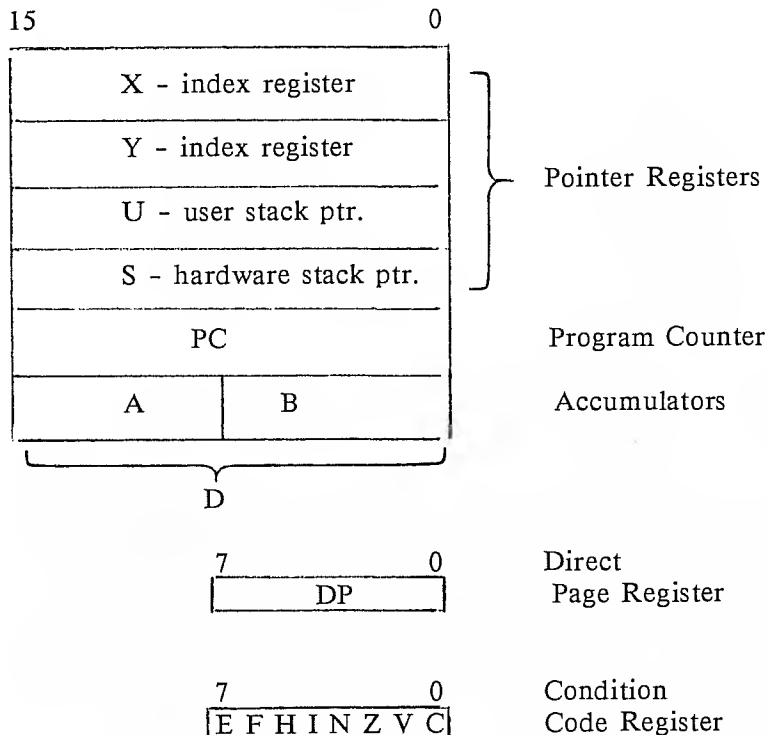 15 0
X - index register
Y - index register
U - user stack ptr.
S - hardware stack ptr.
Pointer Registers
PC Program Counter
A B Accumulators
D
7 0 Direct
DP Page Register
7 0 Condition
E F H I N Z V C Code Register